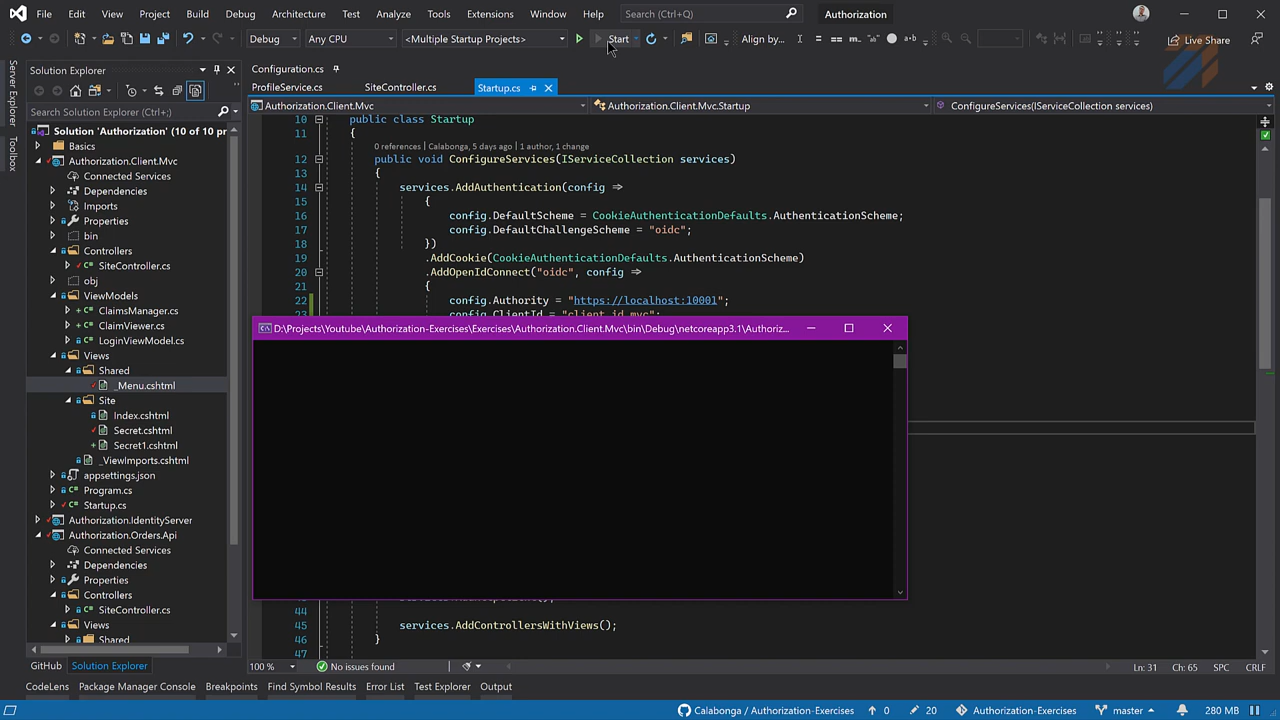 File Edit View Project Build Debug Architecture Test Analyze Tools Extensions Window Help Search (Ctrl+Q) Authorization
Debug Any CPU <Multiple Startup Projects> Start Align by... Live Share
Server Explorer
Toolbox
Solution Explorer
Search Solution Explorer (Ctrl+;)
Solution 'Authorization' (10 of 10 pr
Basics
Authorization.Client.Mvc
Connected Services
Dependencies
Imports
Properties
bin
Controllers
SiteController.cs
obj
ViewModels
ClaimsManager.cs
ClaimViewer.cs
LoginViewModel.cs
Views
Shared
_Menu.cshtml
Site
Index.cshtml
Secret.cshtml
Secret1.cshtml
_ViewImports.cshtml
appsettings.json
Program.cs
Startup.cs
Authorization.IdentityServer
Authorization.Orders.Api
Connected Services
Dependencies
Properties
Controllers
SiteController.cs
Views
Shared
GitHub Solution Explorer
Configuration.cs
ProfileService.cs SiteController.cs Startup.cs
Authorization.Client.Mvc Authorization.Client.Mvc.Startup ConfigureServices(IServiceCollection services)
10 public class Startup
11 {
0 references | Calabonga, 5 days ago | 1 author, 1 change
12 public void ConfigureServices(IServiceCollection services)
13 {
14 services.AddAuthentication(config =>
15 {
16 config.DefaultScheme = CookieAuthenticationDefaults.AuthenticationScheme;
17 config.DefaultChallengeScheme = "oidc";
18 })
19 .AddCookie(CookieAuthenticationDefaults.AuthenticationScheme)
20 .AddOpenIdConnect("oidc", config =>
21 {
22 config.Authority = "https://localhost:10001";
23 config.ClientId = "client_id_mvc";
D:\Projects\Youtube\Authorization-Exercises\Exercises\Authorization.Client.Mvc\bin\Debug\netcoreapp3.1\Authoriz...
44
45 services.AddControllersWithViews();
46 }
47
100 % No issues found Ln: 31 Ch: 65 SPC CRLF
CodeLens Package Manager Console Breakpoints Find Symbol Results Error List Test Explorer Output
Calabonga / Authorization-Exercises 0 20 Authorization-Exercises master 280 MB